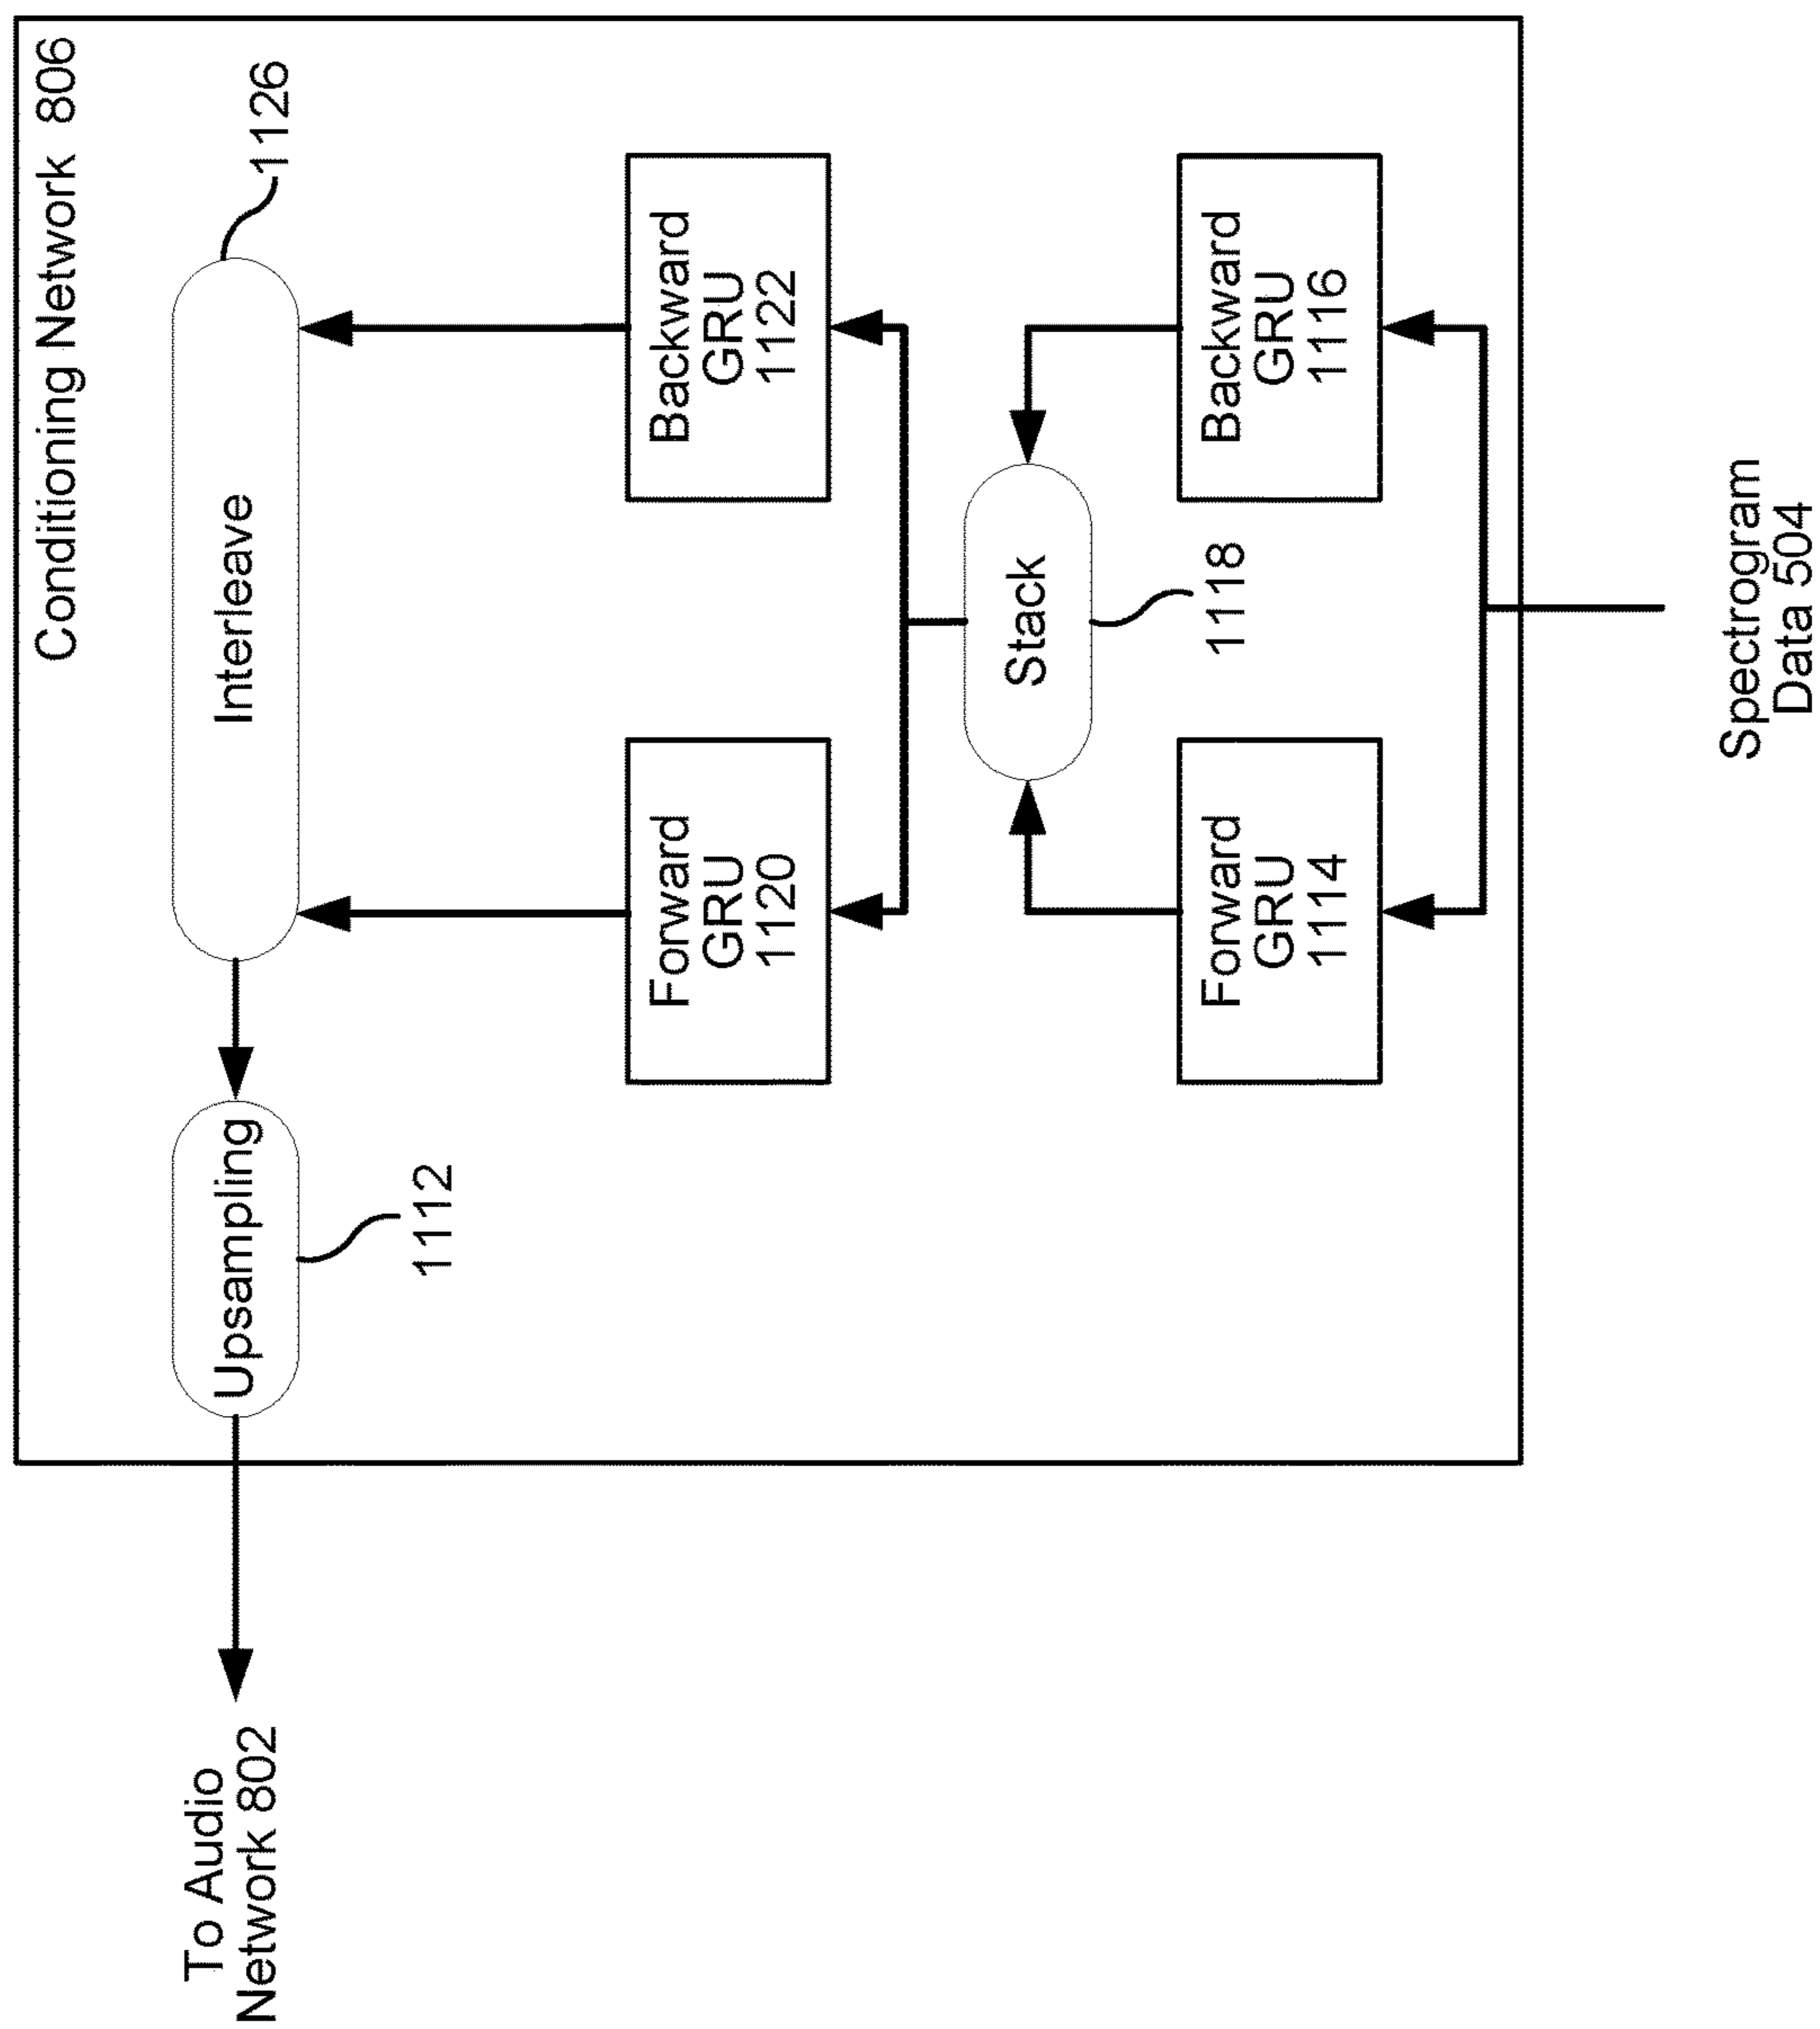 Conditioning Network 806
To Audio
Network 802
Upsampling
1112
Interleave
1126
Forward
GRU
1120
Backward
GRU
1122
Stack
1118
Forward
GRU
1114
Backward
GRU
1116
Spectrogram
Data 504